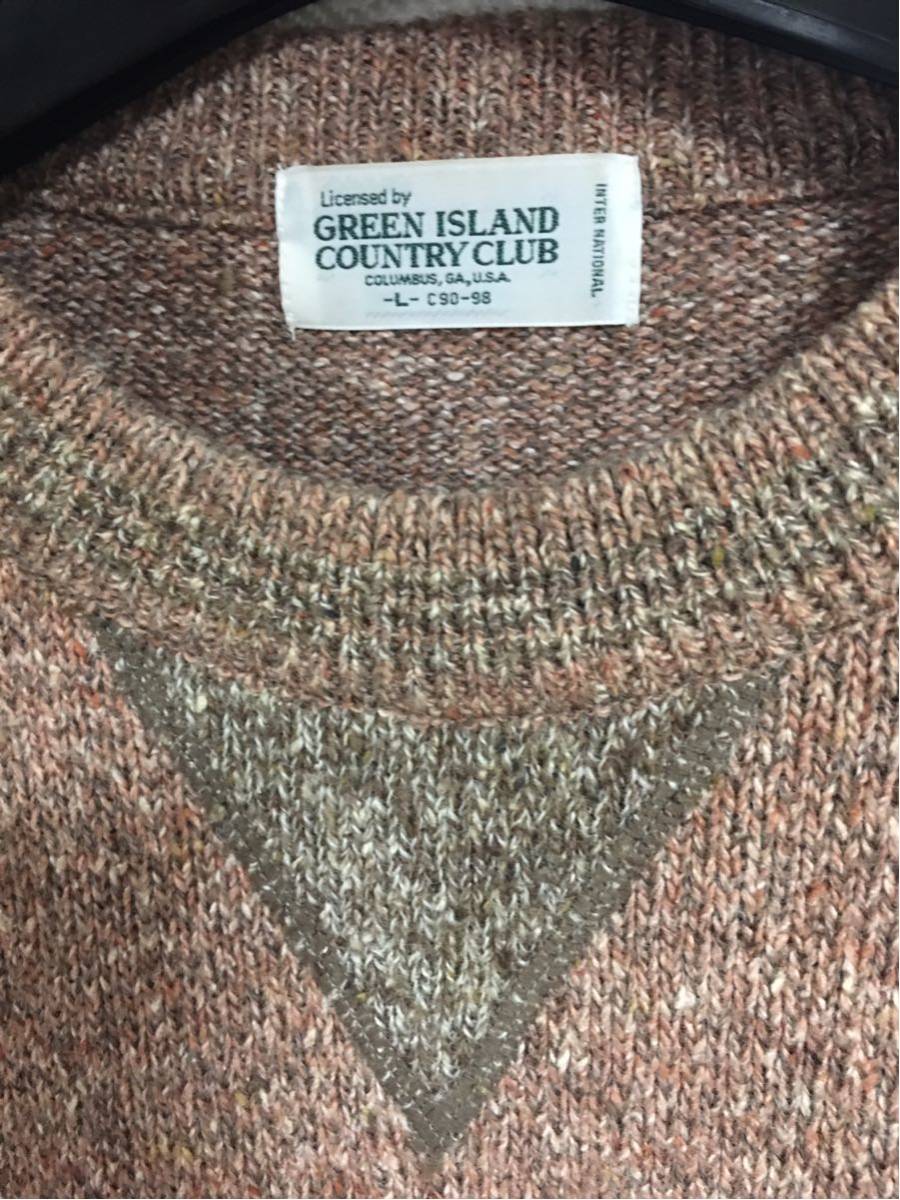 Licensed by
GREEN ISLAND
COUNTRY CLUB
COLUMBUS, GA., U.S.A.
-L- C90-98
INTER NATIONAL.